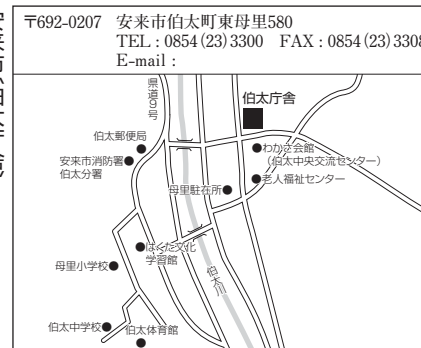 〒692-0207 安来市伯太町東母里580
TEL : 0854(23)3300 FAX : 0854(23)3308
E-mail :
県道9号
伯太庁舎
伯太郵便局
わかさ会館
(伯太中央交流センター)
安来市消防署
伯太分署
老人福祉センター
母里駐在所
はくた文化
学習館
母里小学校
伯太川
伯太中学校
伯太体育館